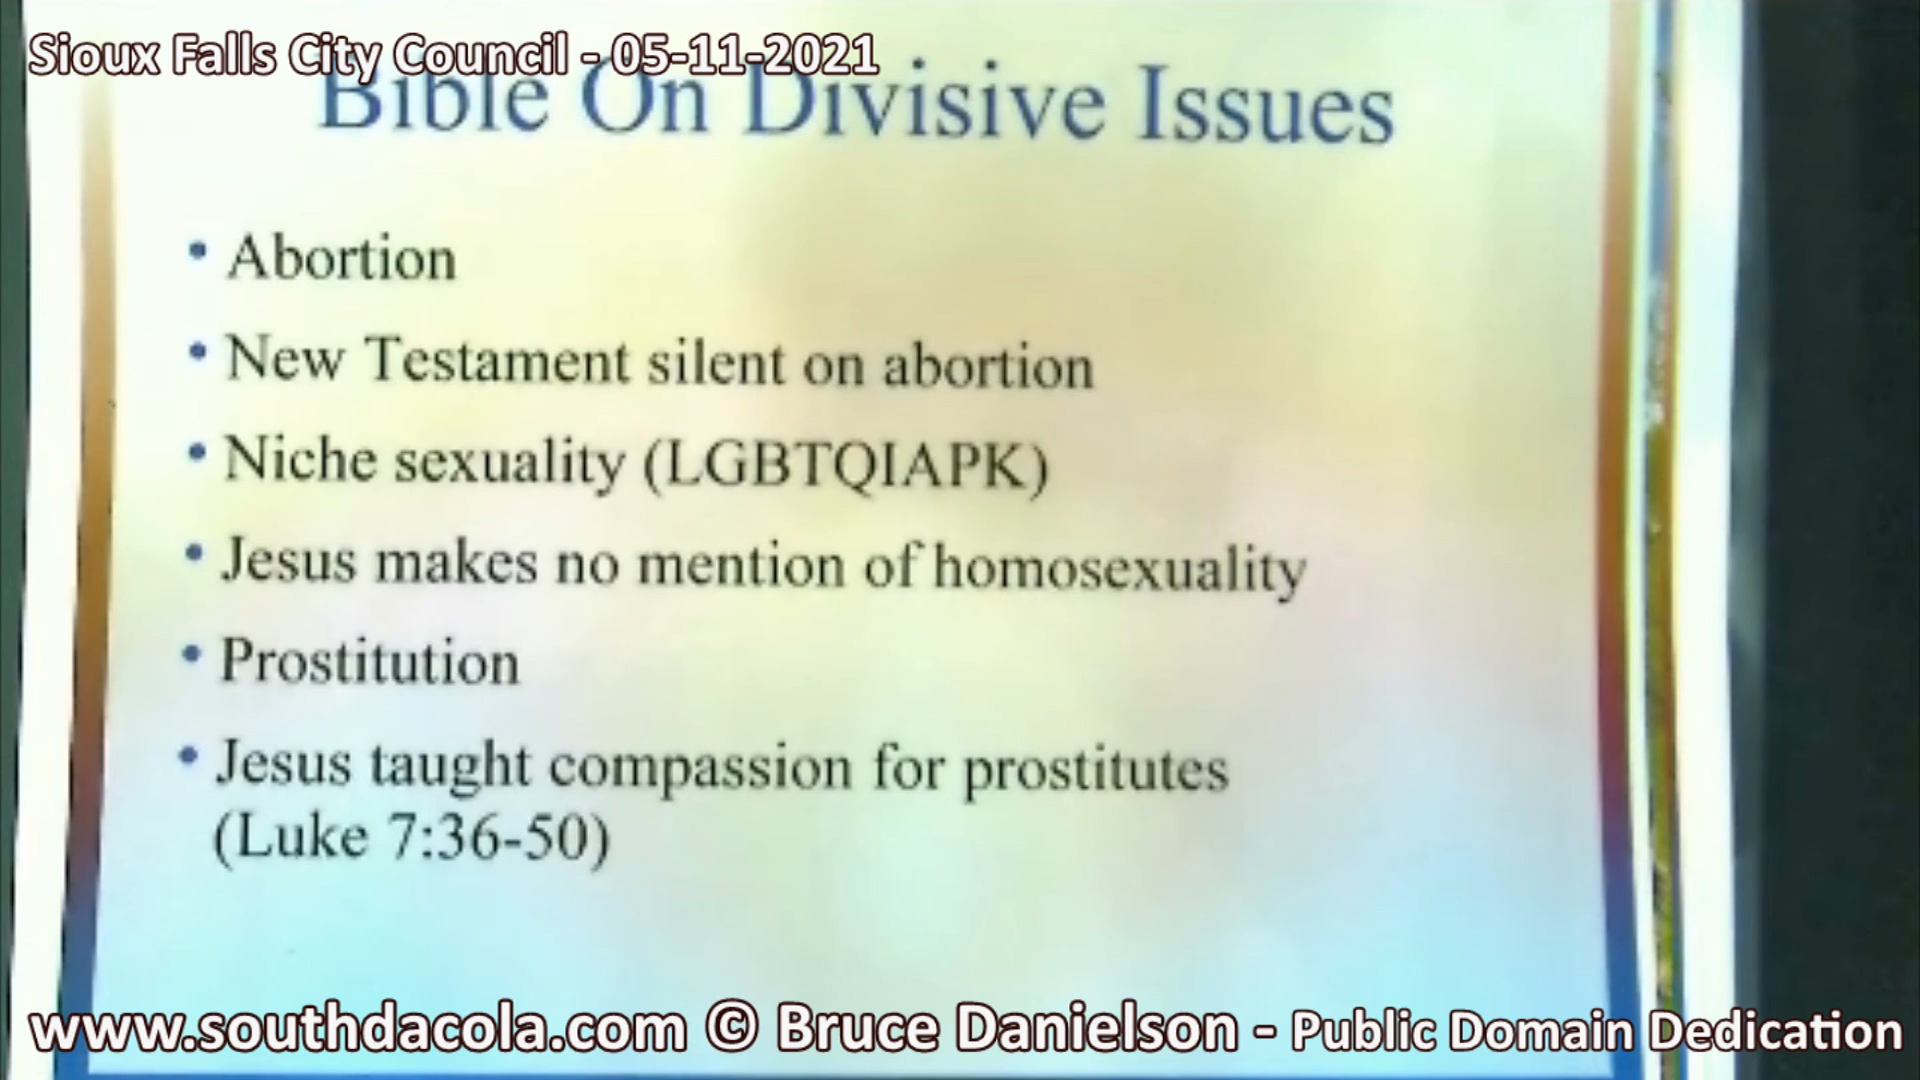 Sioux Falls City Council - 05-11-2021
Bible On Divisive Issues
• Abortion
• New Testament silent on abortion
• Niche sexuality (LGBTQIAPK)
• Jesus makes no mention of homosexuality
• Prostitution
• Jesus taught compassion for prostitutes
(Luke 7:36-50)
www.southdacola.com © Bruce Danielson - Public Domain Dedication